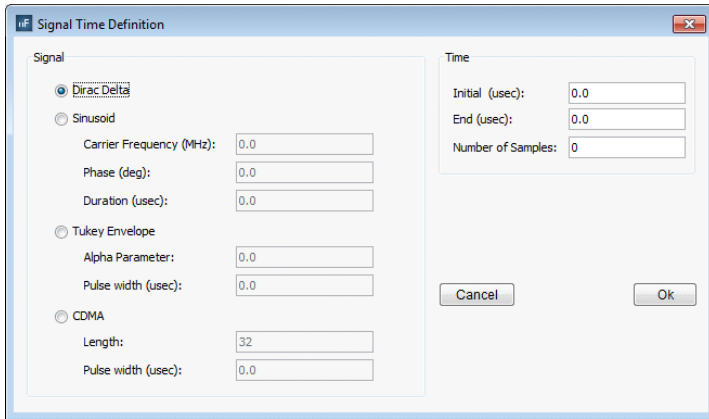 nF Signal Time Definition
Signal
Dirac Delta
Sinusoid
Carrier Frequency (MHz): 0.0
Phase (deg): 0.0
Duration (usec): 0.0
Tukey Envelope
Alpha Parameter: 0.0
Pulse width (usec): 0.0
CDMA
Length: 32
Pulse width (usec): 0.0
Time
Initial (usec): 0.0
End (usec): 0.0
Number of Samples: 0
Cancel Ok